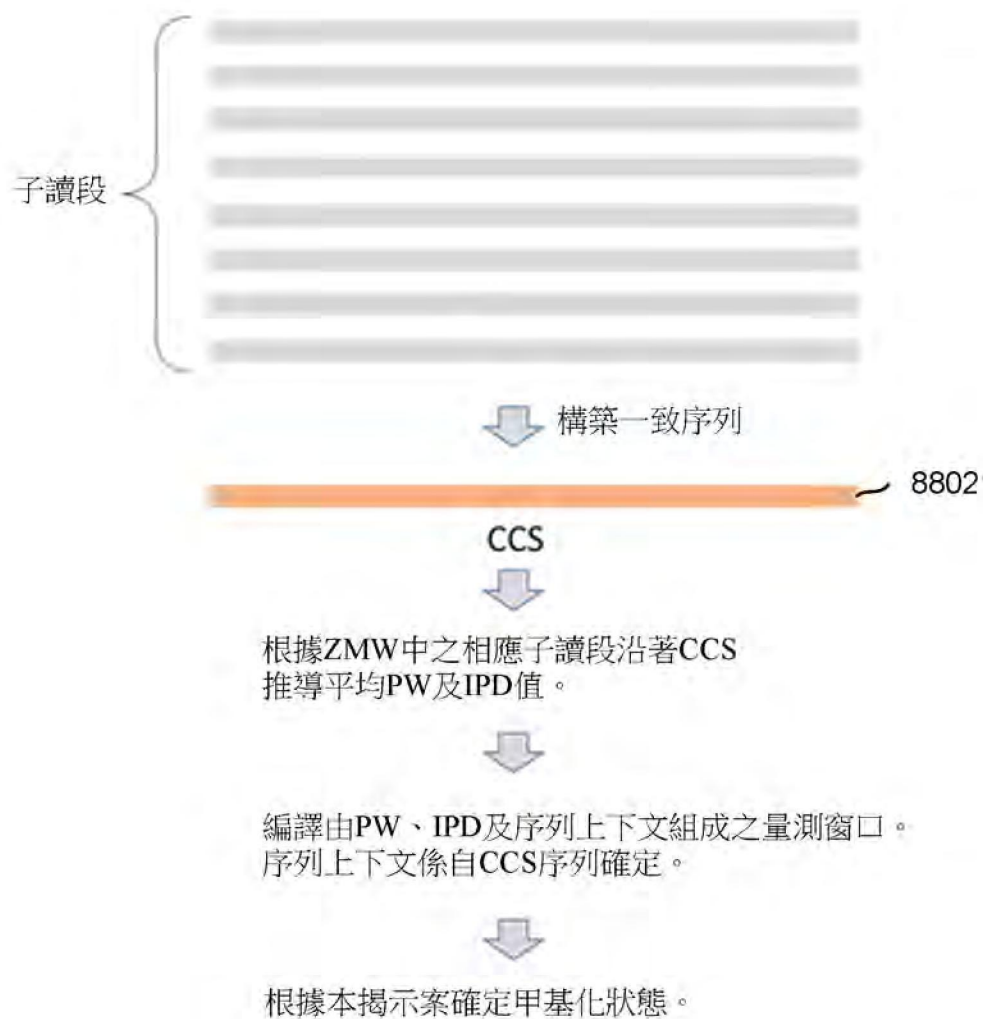 子讀段
構築一致序列
8802
CCS
根據ZMW中之相應子讀段沿著CCS
推導平均PW及IPD值。
編譯由PW、IPD及序列上下文組成之量測窗口。
序列上下文係自CCS序列確定。
根據本揭示案確定甲基化狀態。